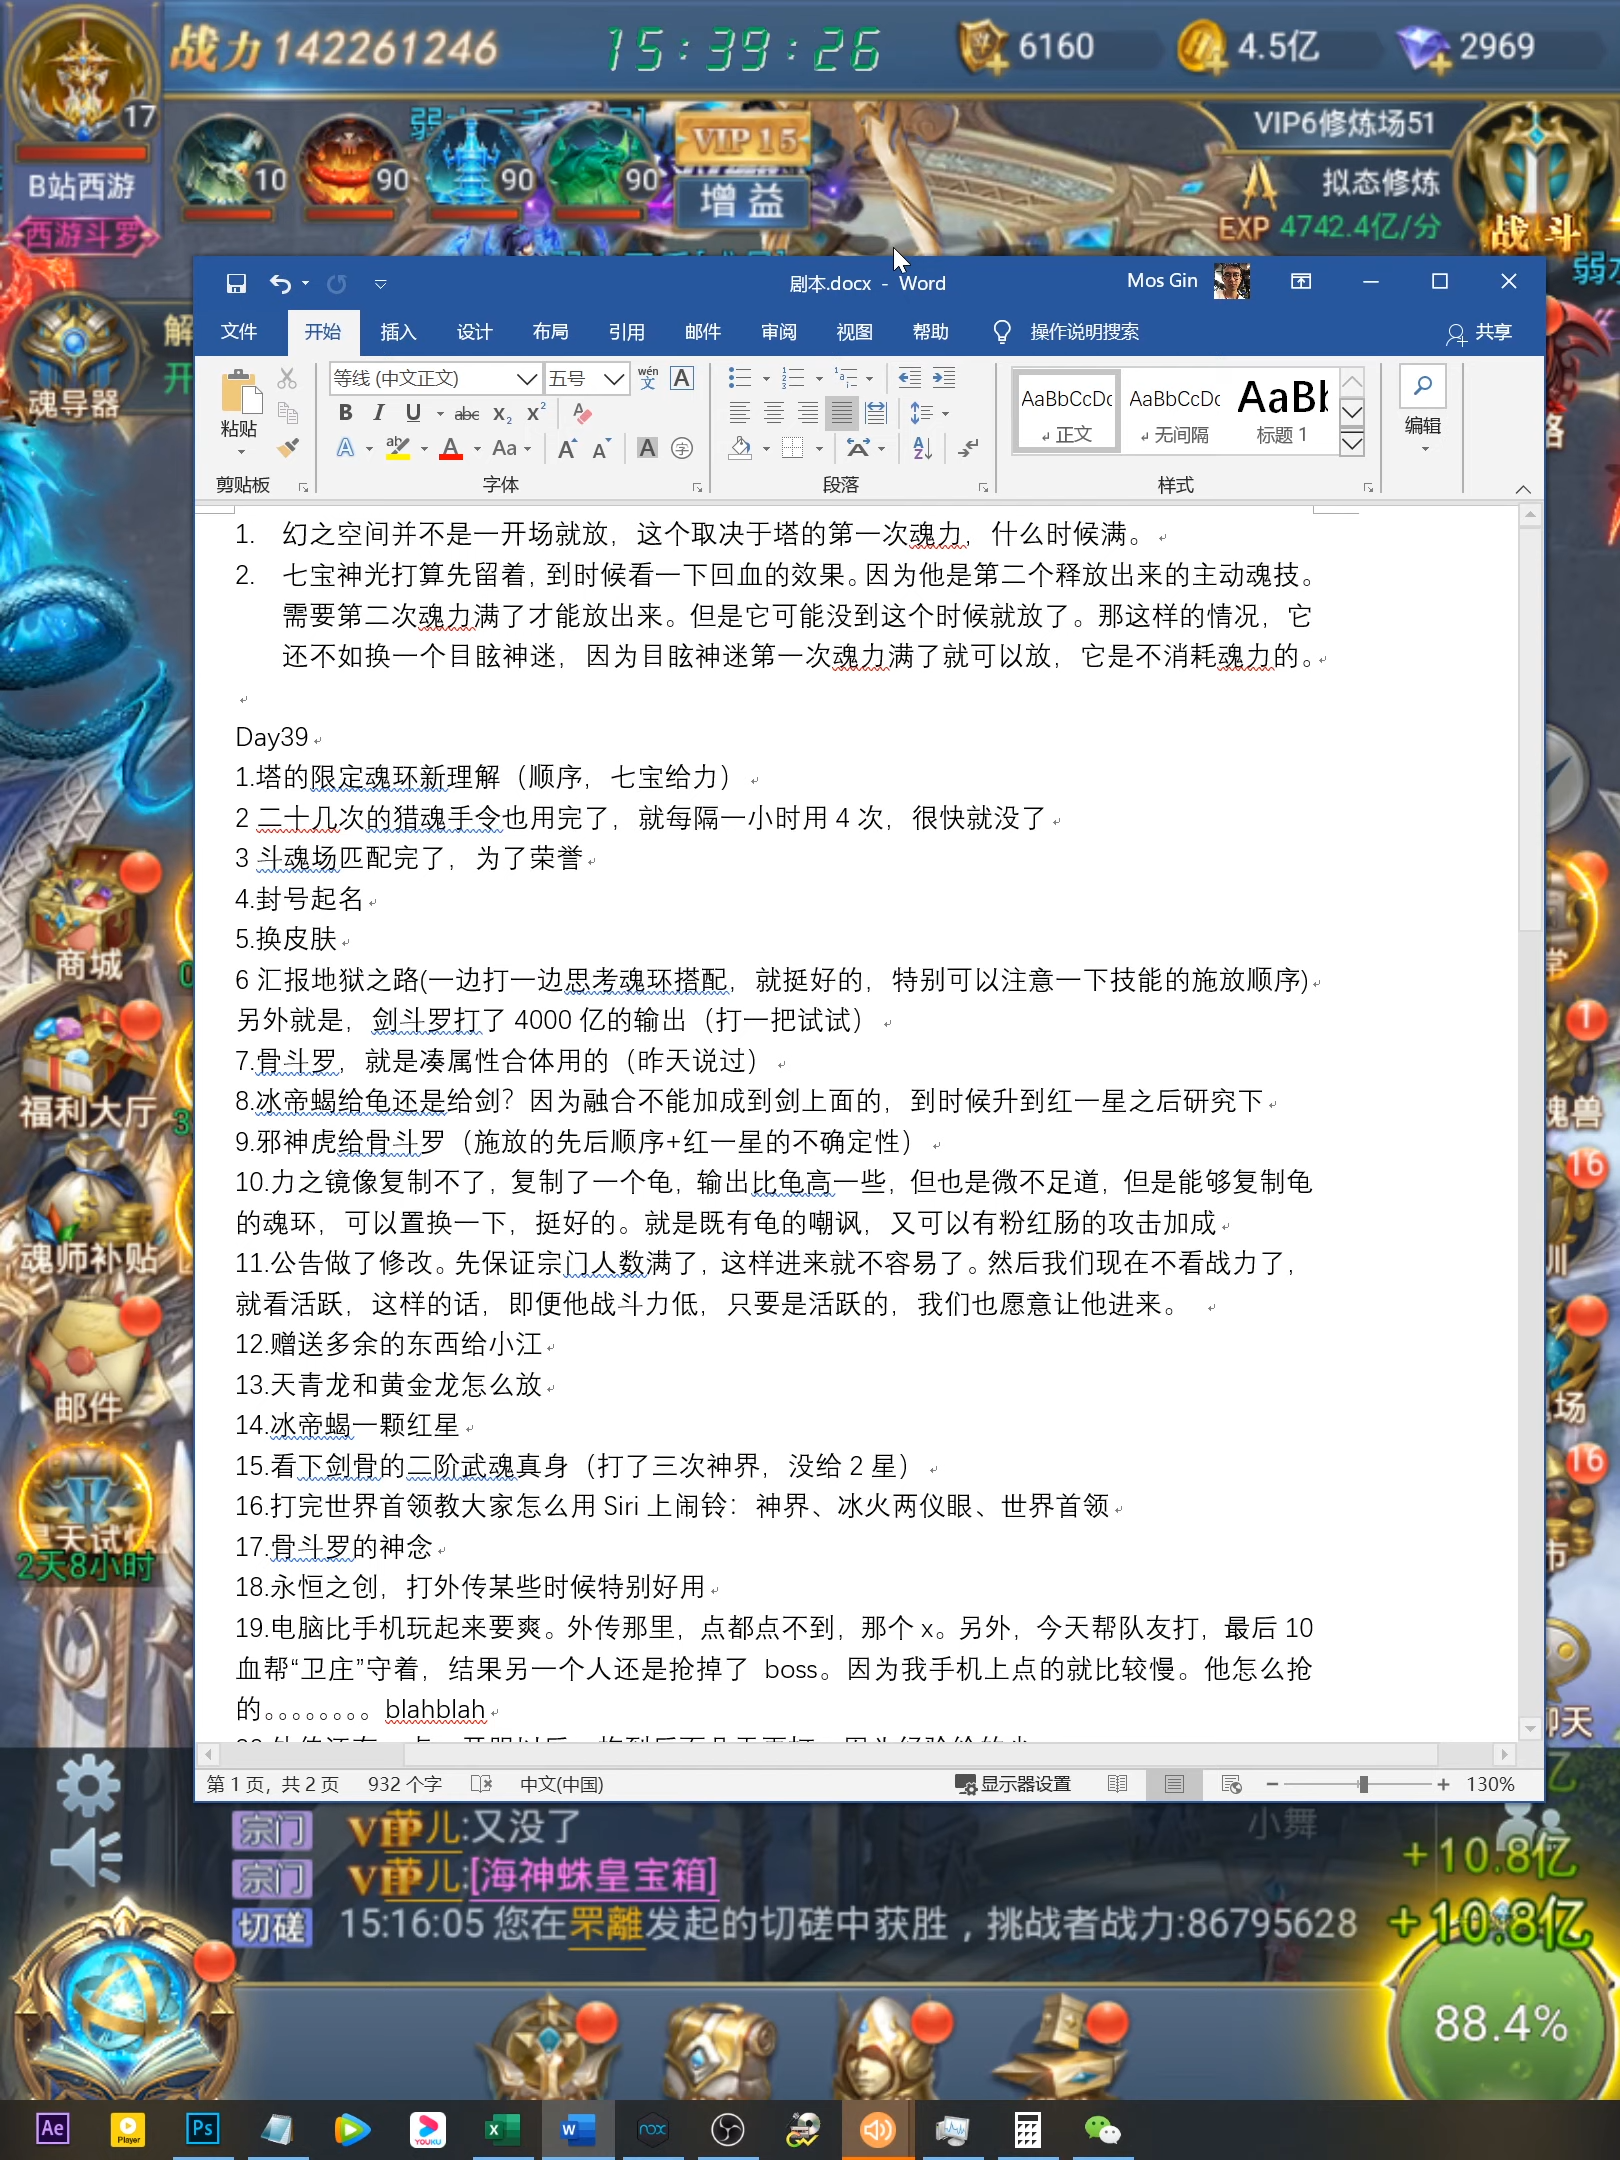 战力 142261246
15:39:26
6160
4.5亿
2969
17
10
90
90
90
VIP 15
增益
VIP6修炼场51
拟态修炼
EXP 4742.4亿/分
战斗
B站西游
西游斗罗
魂导器
剧本.docx - Word
Mos Gin
文件 开始 插入 设计 布局 引用 邮件 审阅 视图 帮助 操作说明搜索 共享
等线 (中文正文) 五号
粘贴
AaBbCcDc AaBbCcDc AaBb
正文 无间隔 标题 1
编辑
剪贴板 字体 段落 样式
1. 幻之空间并不是一开场就放，这个取决于塔的第一次魂力，什么时候满。
2. 七宝神光打算先留着，到时候看一下回血的效果。因为他是第二个释放出来的主动魂技。
需要第二次魂力满了才能放出来。但是它可能没到这个时候就放了。那这样的情况，它
还不如换一个目眩神迷，因为目眩神迷第一次魂力满了就可以放，它是不消耗魂力的。
Day39
1.塔的限定魂环新理解（顺序，七宝给力）
2 二十几次的猎魂手令也用完了，就每隔一小时用 4 次，很快就没了
3 斗魂场匹配完了，为了荣誉
4.封号起名
5.换皮肤
6 汇报地狱之路(一边打一边思考魂环搭配，就挺好的，特别可以注意一下技能的施放顺序)
另外就是，剑斗罗打了 4000 亿的输出（打一把试试）
7.骨斗罗，就是凑属性合体用的（昨天说过）
8.冰帝蝎给龟还是给剑？因为融合不能加成到剑上面的，到时候升到红一星之后研究下
9.邪神虎给骨斗罗（施放的先后顺序+红一星的不确定性）
10.力之镜像复制不了，复制了一个龟，输出比龟高一些，但也是微不足道，但是能够复制龟
的魂环，可以置换一下，挺好的。就是既有龟的嘲讽，又可以有粉红肠的攻击加成
11.公告做了修改。先保证宗门人数满了，这样进来就不容易了。然后我们现在不看战力了，
就看活跃，这样的话，即便他战斗力低，只要是活跃的，我们也愿意让他进来。
12.赠送多余的东西给小江
13.天青龙和黄金龙怎么放
14.冰帝蝎一颗红星
15.看下剑骨的二阶武魂真身（打了三次神界，没给 2 星）
16.打完世界首领教大家怎么用 Siri 上闹铃：神界、冰火两仪眼、世界首领
17.骨斗罗的神念
18.永恒之创，打外传某些时候特别好用
19.电脑比手机玩起来要爽。外传那里，点都点不到，那个 x。另外，今天帮队友打，最后 10
血帮“卫庄”守着，结果另一个人还是抢掉了 boss。因为我手机上点的就比较慢。他怎么抢
的。。。。。。。。blahblah
第 1 页，共 2 页 932 个字 中文(中国) 显示器设置 130%
商城
福利大厅
魂师补贴
邮件
2天8小时
1
16
16
宗门 VIP 儿:又没了
宗门 VIP 儿:[海神蛛皇宝箱]
切磋 15:16:05 您在罘離发起的切磋中获胜，挑战者战力:86795628
小舞
+10.8亿
+10.8亿
88.4%
Ae
Player
Ps
YOUKU
X
W
nox